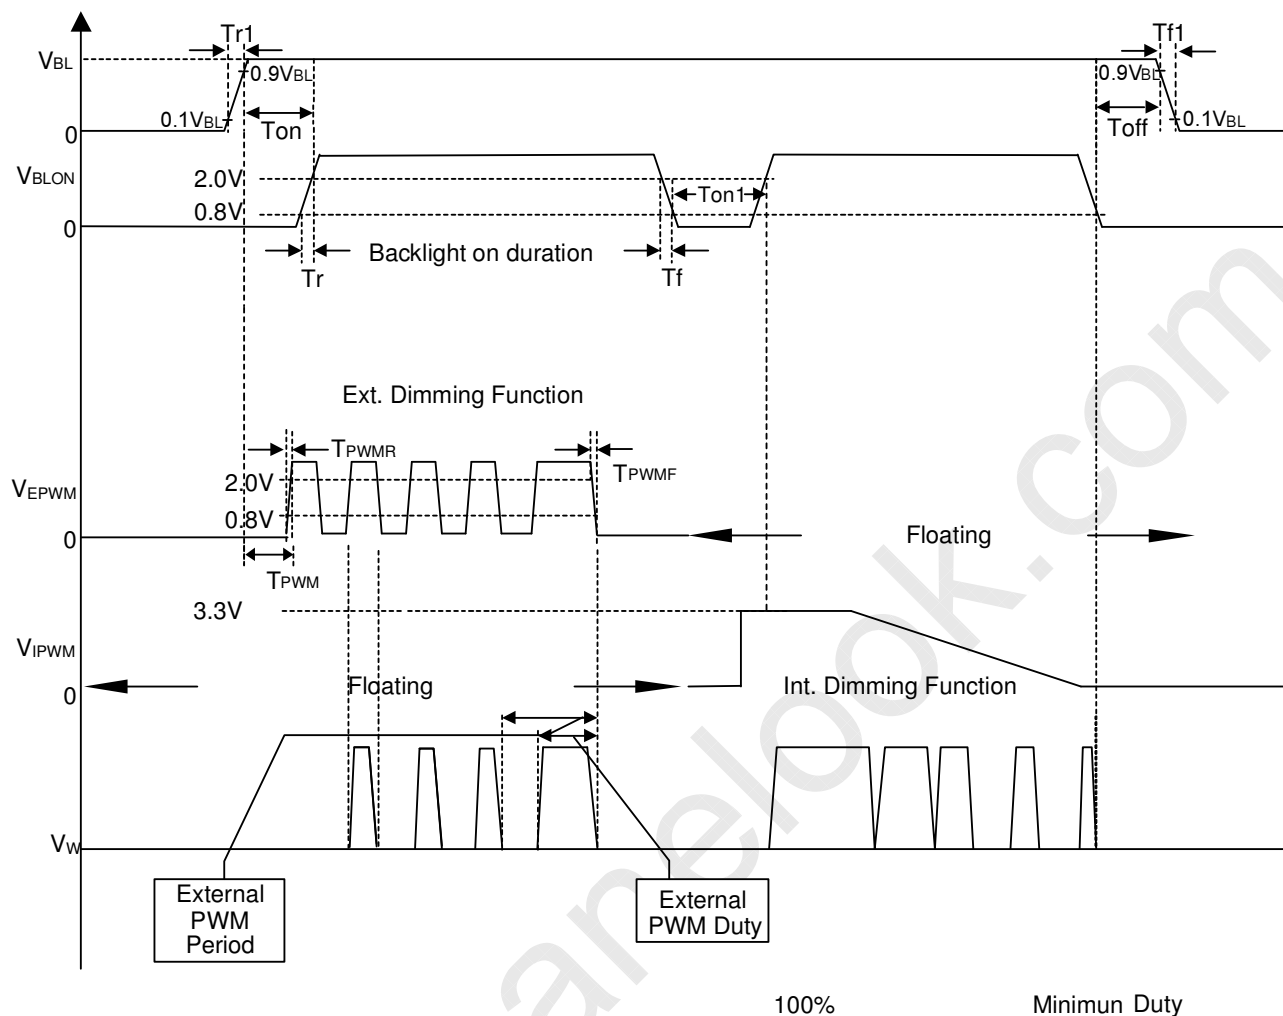 Tr1
Tf1
VBL
0.9VBL
0.9VBL
0.1VBL
Ton
Toff
0.1VBL
0
VBLON
2.0V
Ton1
0.8V
0
Backlight on duration
Tr
Tf
Ext. Dimming Function
TPWMR
TPWMF
2.0V
VEPWM
0.8V
0
Floating
TPWM
3.3V
VIPWM
0
Floating
Int. Dimming Function
VW
External
PWM
Period
External
PWM Duty
100%
Minimun Duty
anelook.com